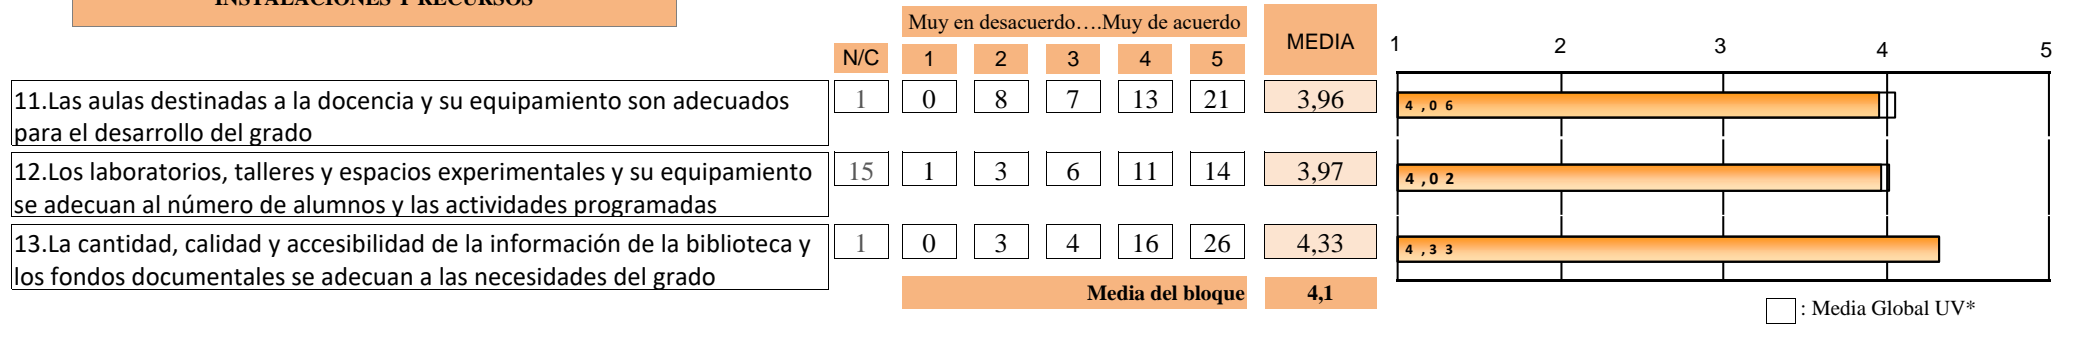 INSTALACIONES Y RECURSOS
Muy en desacuerdo....Muy de acuerdo
MEDIA
N/C 1 2 3 4 5
1 2 3 4 5
11.Las aulas destinadas a la docencia y su equipamiento son adecuados
para el desarrollo del grado
1 0 8 7 13 21 3,96
4,06
12.Los laboratorios, talleres y espacios experimentales y su equipamiento
se adecuan al número de alumnos y las actividades programadas
15 1 3 6 11 14 3,97
4,02
13.La cantidad, calidad y accesibilidad de la información de la biblioteca y
los fondos documentales se adecuan a las necesidades del grado
1 0 3 4 16 26 4,33
4,33
Media del bloque 4,1
: Media Global UV*